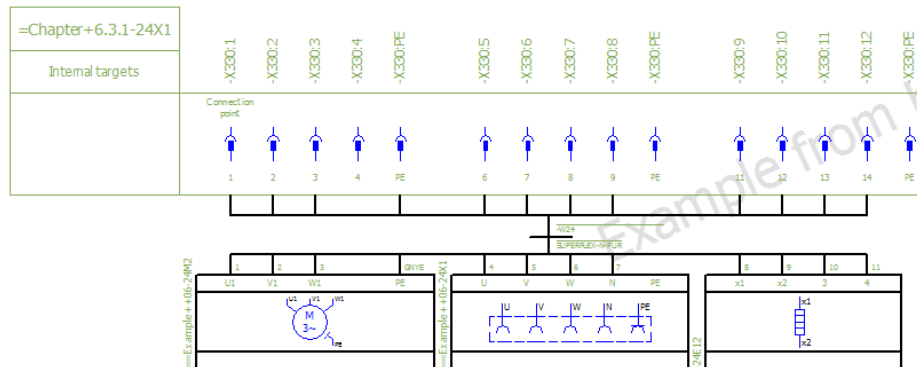 =Chapter+6.3.1-24X1
Internal targets
-X330:1
-X330:2
-X330:3
-X330:4
-X330:PE
-X330:5
-X330:6
-X330:7
-X330:8
-X330:PE
-X330:9
-X330:10
-X330:11
-X330:12
-X330:PE
Connection
point
1 2 3 4 PE 6 7 8 9 PE 11 12 13 14 PE
Example from
-W24
SUPERFLEX-N-PUR
1 2 3 GNYE 4 5 6 7 8 9 10 11
U1 V1 W1 PE U V W N x1 x2 3 4
==Example++06-24M2
U1 V1 W1
M
3~
PE
==Example++06-24X1
U V W N PE
24E12
x1
x2